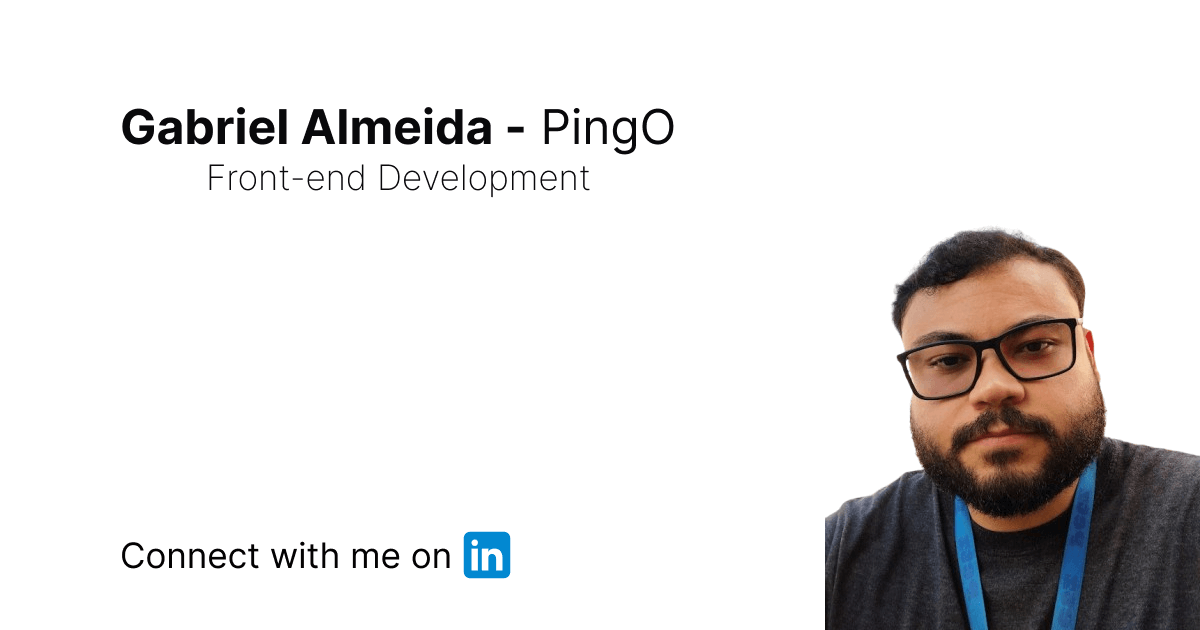 Gabriel Almeida - PingO
Front-end Development
Connect with me on in